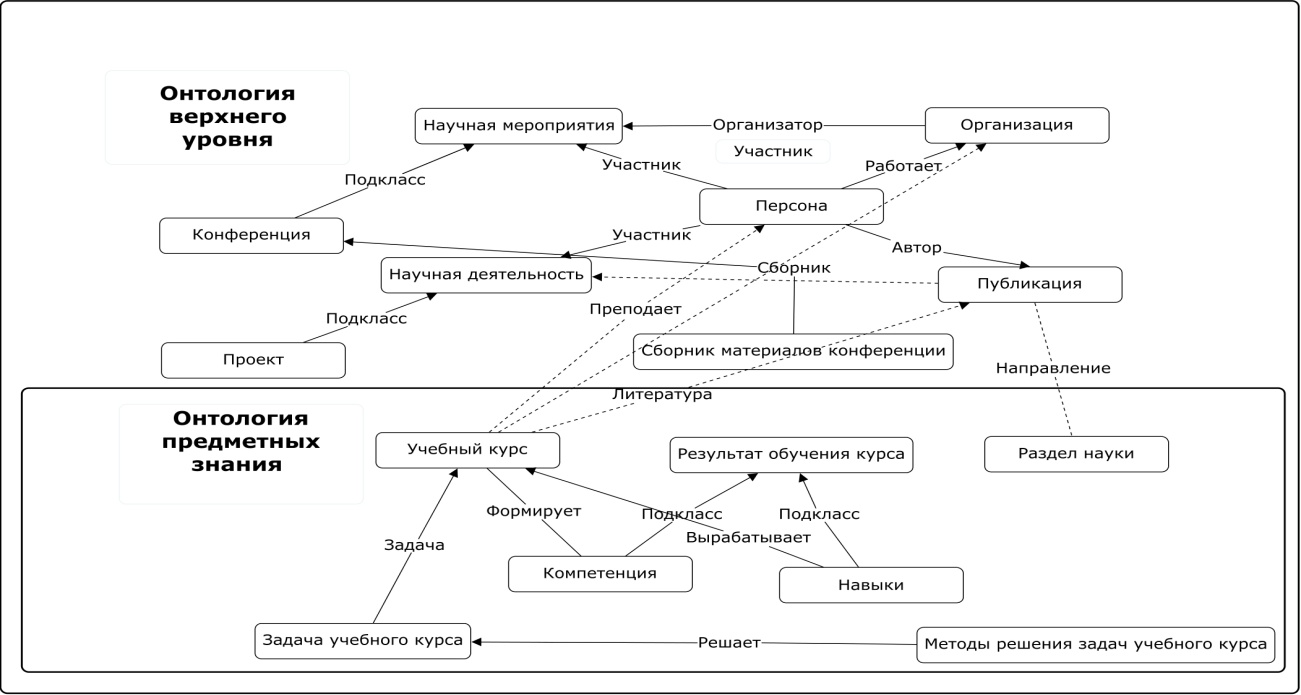 Онтология
верхнего
уровня
Научная мероприятия
Организатор
Организация
Участник
Участник
Работает
Подкласс
Персона
Конференция
Участник
Автор
Сборник
Научная деятельность
Публикация
Преподает
Подкласс
Сборник материалов конференции
Проект
Направление
Литература
Онтология
предметных
знания
Учебный курс
Результат обучения курса
Раздел науки
Формирует
Подкласс
Подкласс
Вырабатывает
Задача
Компетенция
Навыки
Задача учебного курса
Решает
Методы решения задач учебного курса